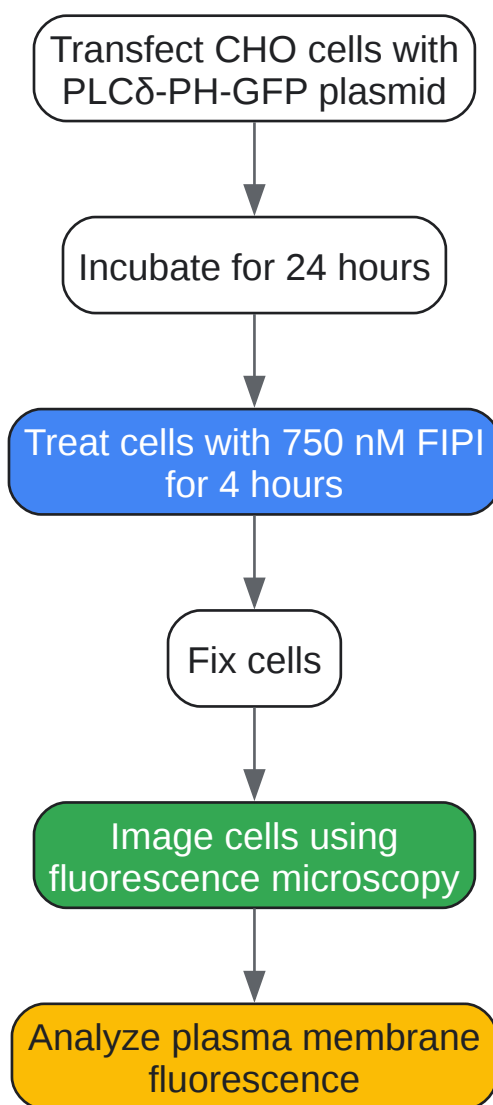 Transfect CHO cells with
PLCδ-PH-GFP plasmid
Incubate for 24 hours
Treat cells with 750 nM FIPI
for 4 hours
Fix cells
Image cells using
fluorescence microscopy
Analyze plasma membrane
fluorescence